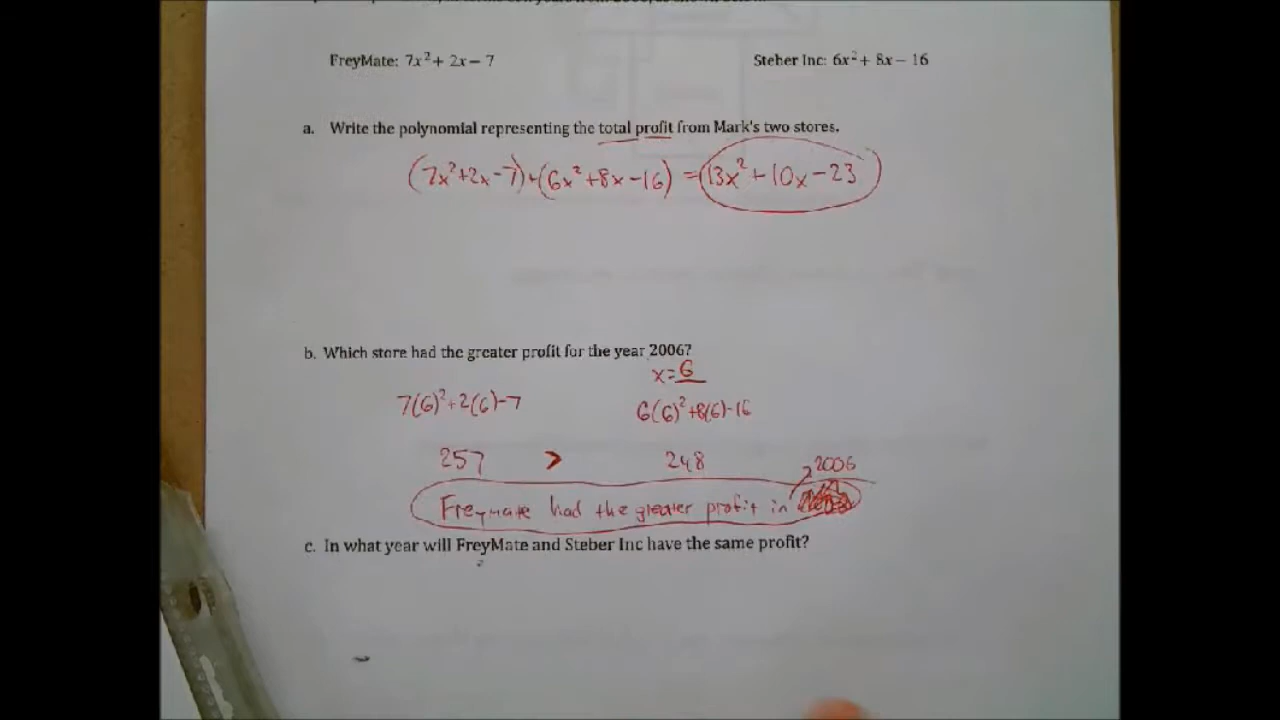 FreyMate: 7x²+ 2x− 7 Steber Inc: 6x²+ 8x− 16
a. Write the polynomial representing the total profit from Mark's two stores.
(7x²+2x-7)+(6x²+8x-16) = (13x²+10x-23)
b. Which store had the greater profit for the year 2006?
x=6
7(6)²+2(6)-7 6(6)²+8(6)-16
257 > 248
2006
FreyMate had the greater profit in
c. In what year will FreyMate and Steber Inc have the same profit?